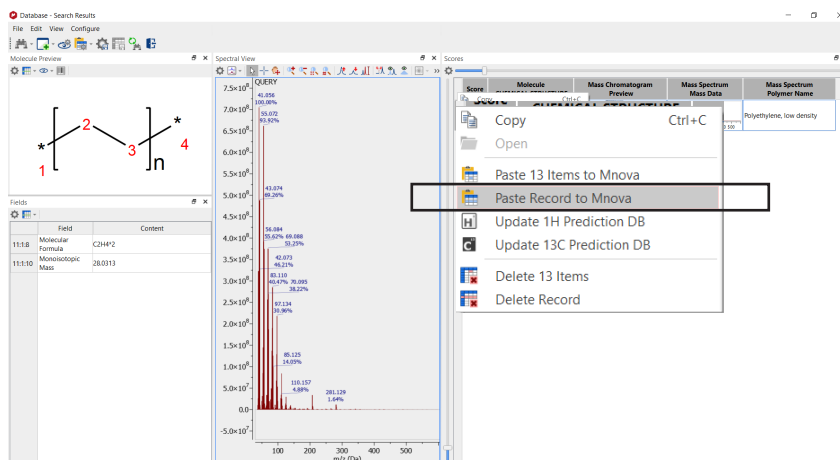 Database - Search Results
File Edit View Configure
Molecule Preview
Spectral View
Scores
*
1
2
3
*
4
n
Fields
Field Content
11:1:8 Molecular Formula C2H4*2
11:1:10 Monoisotopic Mass 28.0313
QUERY
7.5×10⁸
7.0×10⁸
6.5×10⁸
6.0×10⁸
5.5×10⁸
5.0×10⁸
4.5×10⁸
4.0×10⁸
3.5×10⁸
3.0×10⁸
2.5×10⁸
2.0×10⁸
1.5×10⁸
1.0×10⁸
5.0×10⁷
0.0
-5.0×10⁷
41.056
100.00%
55.072
93.92%
43.074
69.26%
56.084
55.62%
69.088
53.25%
42.073
46.21%
83.110
40.47%
70.095
38.22%
97.134
30.96%
85.125
14.05%
110.157
4.88%
281.129
1.64%
100 200 300 400 500
m/z (Da)
Score
Molecule
Mass Chromatogram
Preview
Mass Spectrum
Mass Data
Mass Spectrum
Polymer Name
Polyethylene, low density
Copy Ctrl+C
Open
Paste 13 Items to Mnova
Paste Record to Mnova
Update 1H Prediction DB
Update 13C Prediction DB
Delete 13 Items
Delete Record